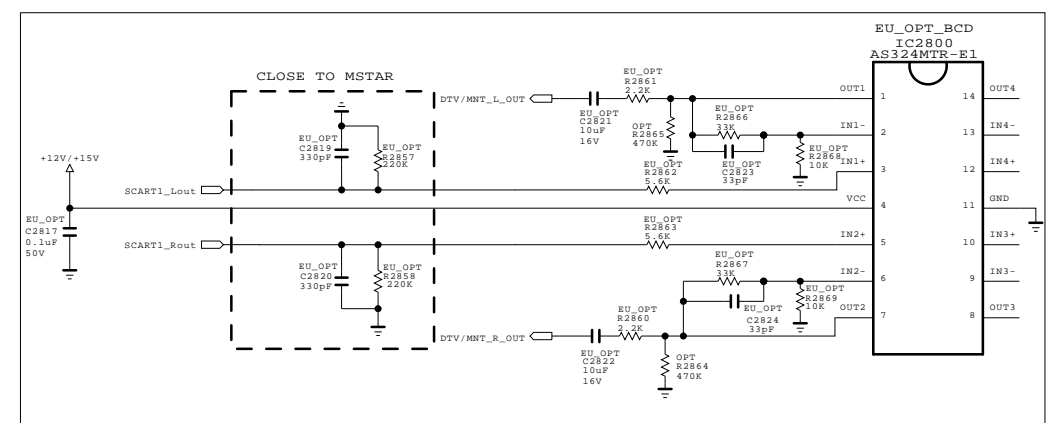 EU_OPT_BCD
IC2800
AS324MTR-E1
CLOSE TO MSTAR
DTV/MNT_L_OUT
EU_OPT
C2821
10uF
16V
EU_OPT
R2861
2.2K
OPT
R2865
470K
EU_OPT
R2866
33K
EU_OPT
C2823
33pF
EU_OPT
R2868
10K
EU_OPT
R2862
5.6K
EU_OPT
C2819
330pF
EU_OPT
R2857
220K
+12V/+15V
SCART1_Lout
EU_OPT
C2817
0.1uF
50V
SCART1_Rout
EU_OPT
R2863
5.6K
EU_OPT
C2820
330pF
EU_OPT
R2858
220K
EU_OPT
R2867
33K
EU_OPT
C2824
33pF
EU_OPT
R2869
10K
DTV/MNT_R_OUT
EU_OPT
R2860
2.2K
EU_OPT
C2822
10uF
16V
OPT
R2864
470K
OUT1 1 14 OUT4
IN1- 2 13 IN4-
IN1+ 3 12 IN4+
VCC 4 11 GND
IN2+ 5 10 IN3+
IN2- 6 9 IN3-
OUT2 7 8 OUT3